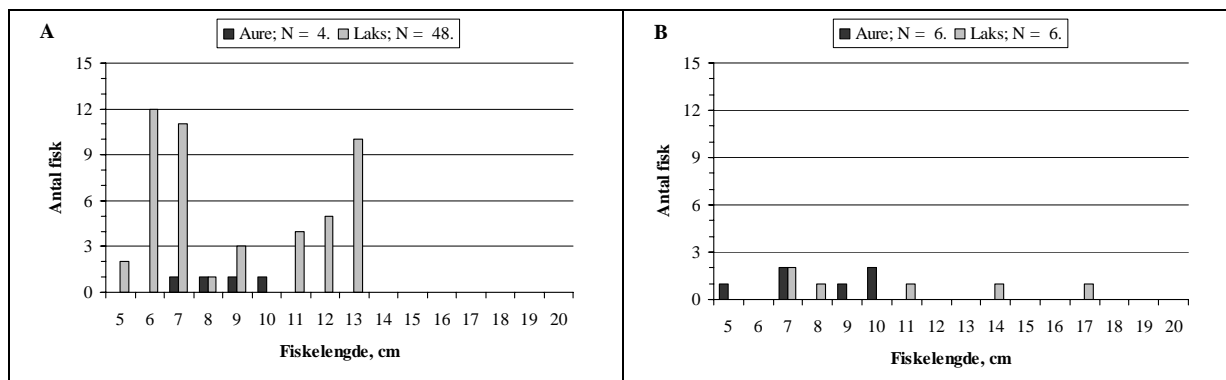 A
Aure; N = 4. Laks; N = 48.
15
12
9
6
3
0
Antal fisk
5 6 7 8 9 10 11 12 13 14 15 16 17 18 19 20
Fiskelengde, cm
B
Aure; N = 6. Laks; N = 6.
15
12
9
6
3
0
Antal fisk
5 6 7 8 9 10 11 12 13 14 15 16 17 18 19 20
Fiskelengde, cm